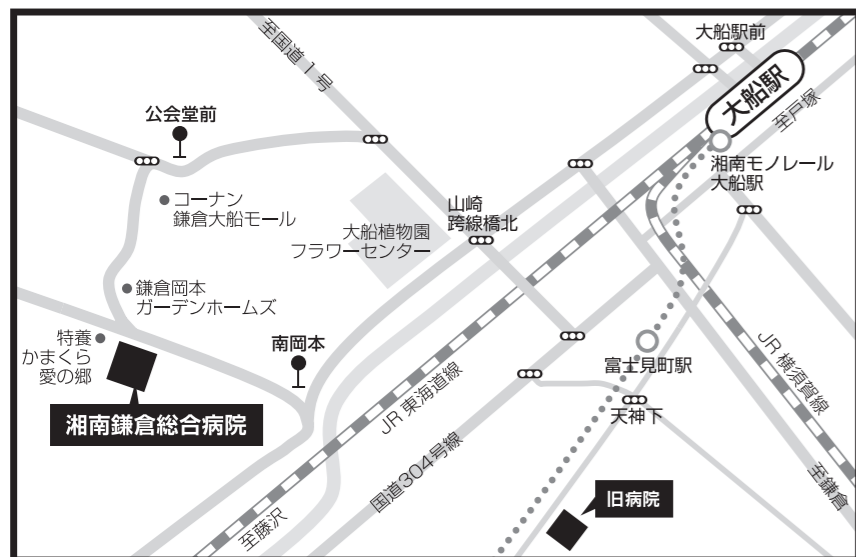 大船駅前
至国道1号
大船駅
至戸塚
公会堂前
湘南モノレール
大船駅
コーナン
鎌倉大船モール
山崎
跨線橋北
大船植物園
フラワーセンター
鎌倉岡本
ガーデンホームズ
特養
かまくら
愛の郷
南岡本
富士見町駅
JR横須賀線
湘南鎌倉総合病院
JR東海道線
天神下
国道304号線
至鎌倉
旧病院
至藤沢